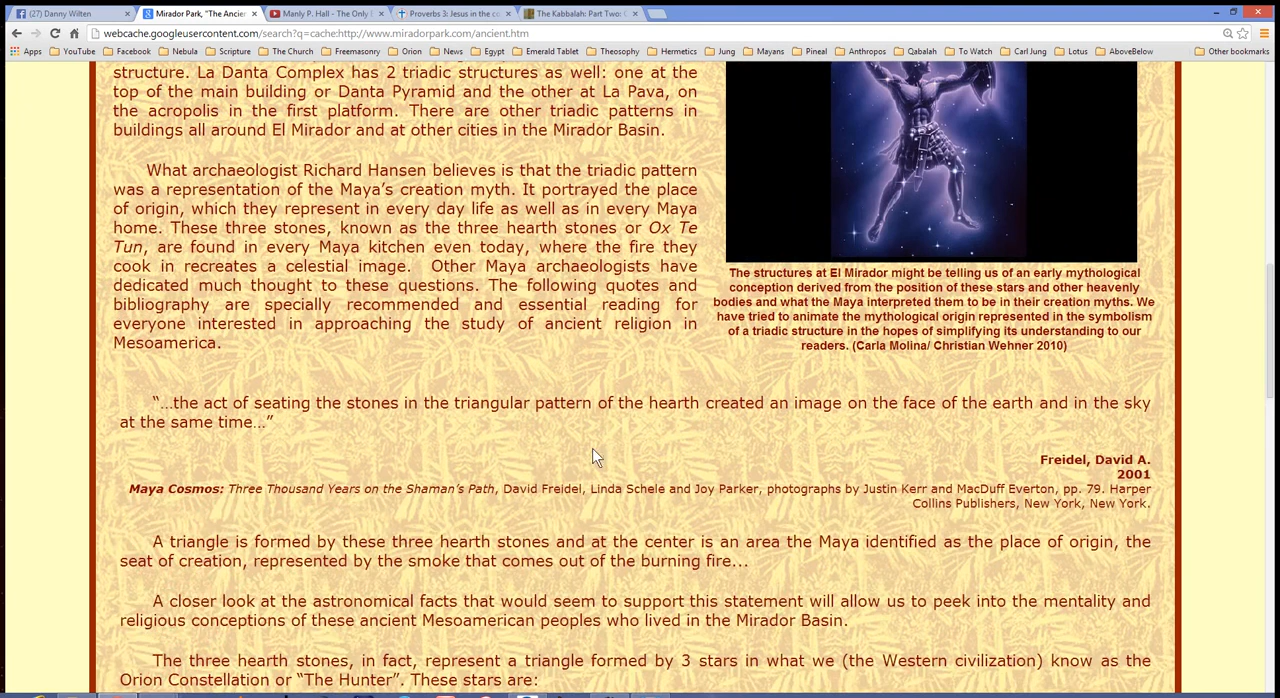 (27) Danny Wilten
Mirador Park, "The Ancien
Manly P. Hall - The Only
Proverbs 3: Jesus in the co
The Kabbalah: Part Two:
webcache.googleusercontent.com/search?q=cache:http://www.miradorpark.com/ancient.htm
Apps YouTube Facebook Nebula Scripture The Church Freemasonry Orion News Egypt Emerald Tablet Theosophy Hermetics Jung Mayans Pineal Anthropos Qabalah To Watch Carl Jung Lotus AboveBelow Other bookmarks
structure. La Danta Complex has 2 triadic structures as well: one at the
top of the main building or Danta Pyramid and the other at La Pava, on
the acropolis in the first platform. There are other triadic patterns in
buildings all around El Mirador and at other cities in the Mirador Basin.
What archaeologist Richard Hansen believes is that the triadic pattern
was a representation of the Maya's creation myth. It portrayed the place
of origin, which they represent in every day life as well as in every Maya
home. These three stones, known as the three hearth stones or Ox Te
Tun, are found in every Maya kitchen even today, where the fire they
cook in recreates a celestial image. Other Maya archaeologists have
dedicated much thought to these questions. The following quotes and
bibliography are specially recommended and essential reading for
everyone interested in approaching the study of ancient religion in
Mesoamerica.
The structures at El Mirador might be telling us of an early mythological
conception derived from the position of these stars and other heavenly
bodies and what the Maya interpreted them to be in their creation myths. We
have tried to animate the mythological origin represented in the symbolism
of a triadic structure in the hopes of simplifying its understanding to our
readers. (Carla Molina/ Christian Wehner 2010)
"…the act of seating the stones in the triangular pattern of the hearth created an image on the face of the earth and in the sky
at the same time…"
Freidel, David A.
2001
Maya Cosmos: Three Thousand Years on the Shaman's Path, David Freidel, Linda Schele and Joy Parker, photographs by Justin Kerr and MacDuff Everton, pp. 79. Harper
Collins Publishers, New York, New York.
A triangle is formed by these three hearth stones and at the center is an area the Maya identified as the place of origin, the
seat of creation, represented by the smoke that comes out of the burning fire...
A closer look at the astronomical facts that would seem to support this statement will allow us to peek into the mentality and
religious conceptions of these ancient Mesoamerican peoples who lived in the Mirador Basin.
The three hearth stones, in fact, represent a triangle formed by 3 stars in what we (the Western civilization) know as the
Orion Constellation or "The Hunter". These stars are: